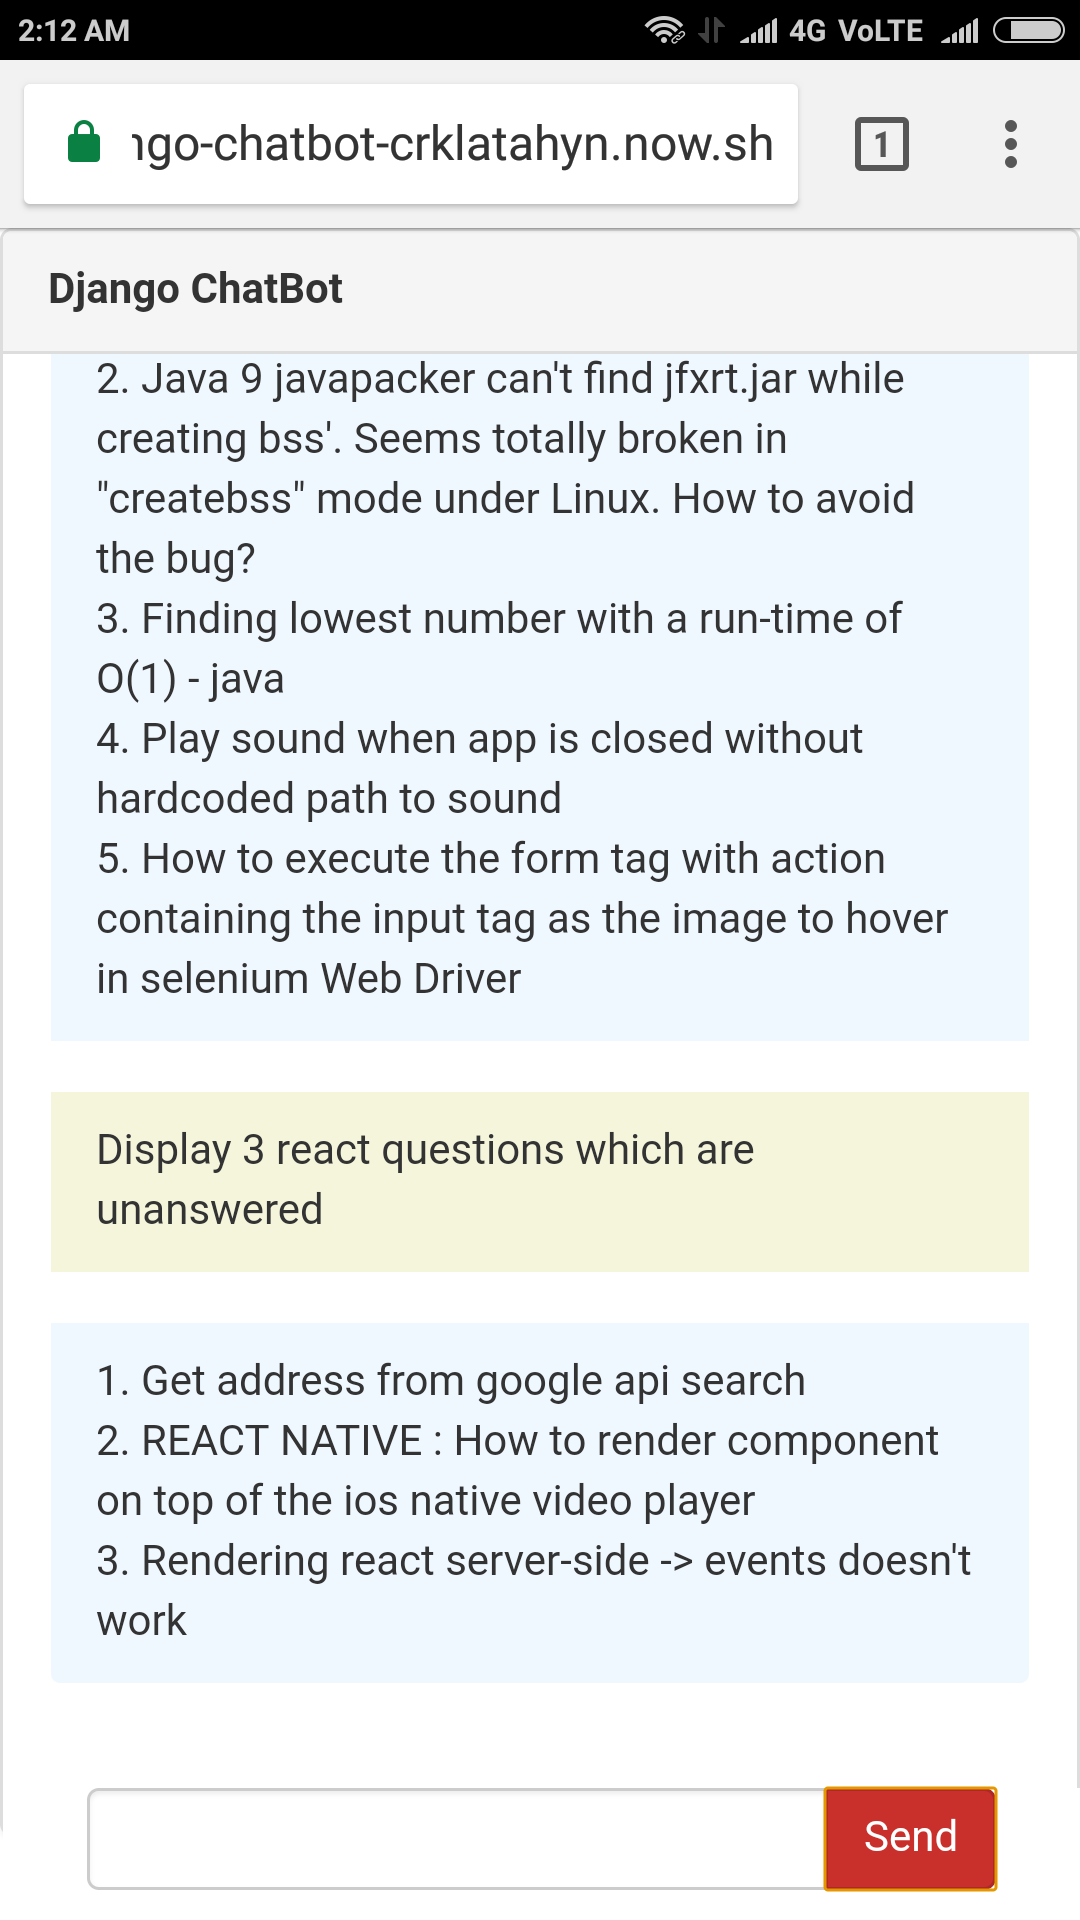 2:12 AM 4G VoLTE
ngo-chatbot-crklatahyn.now.sh 1
Django ChatBot
2. Java 9 javapacker can't find jfxrt.jar while
creating bss'. Seems totally broken in
"createbss" mode under Linux. How to avoid
the bug?
3. Finding lowest number with a run-time of
O(1) - java
4. Play sound when app is closed without
hardcoded path to sound
5. How to execute the form tag with action
containing the input tag as the image to hover
in selenium Web Driver
Display 3 react questions which are
unanswered
1. Get address from google api search
2. REACT NATIVE : How to render component
on top of the ios native video player
3. Rendering react server-side -> events doesn't
work
Send